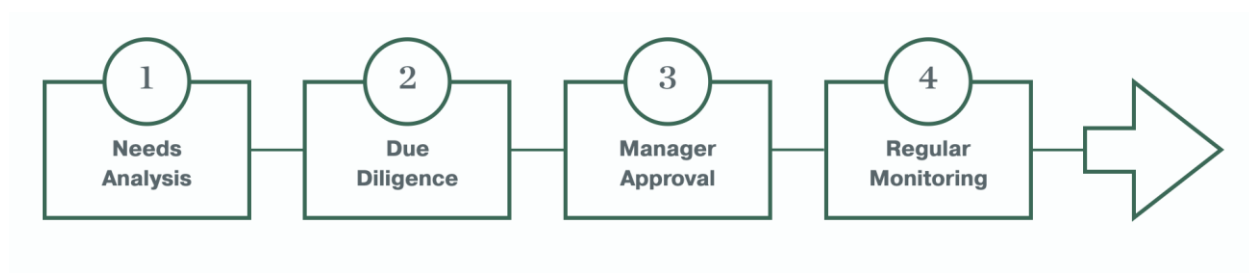 1
Needs
Analysis
2
Due
Diligence
3
Manager
Approval
4
Regular
Monitoring